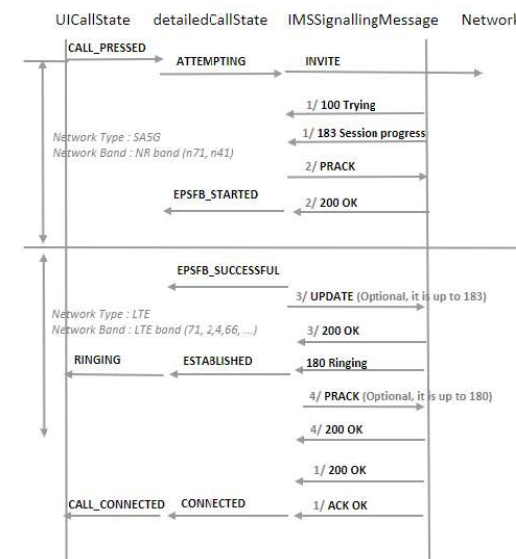 UICallState detailedCallState IMSSignallingMessage Network
CALL_PRESSED
ATTEMPTING INVITE
1/ 100 Trying
Network Type : SA5G
1/ 183 Session progress
Network Band : NR band (n71, n41)
2/ PRACK
EPSFB_STARTED
2/ 200 OK
EPSFB_SUCCESSFUL
3/ UPDATE (Optional, it is up to 183)
Network Type : LTE
Network Band : LTE band (71, 2,4,66, ...)
3/ 200 OK
RINGING ESTABLISHED 180 Ringing
4/ PRACK (Optional, it is up to 180)
4/ 200 OK
1/ 200 OK
CALL_CONNECTED CONNECTED 1/ ACK OK